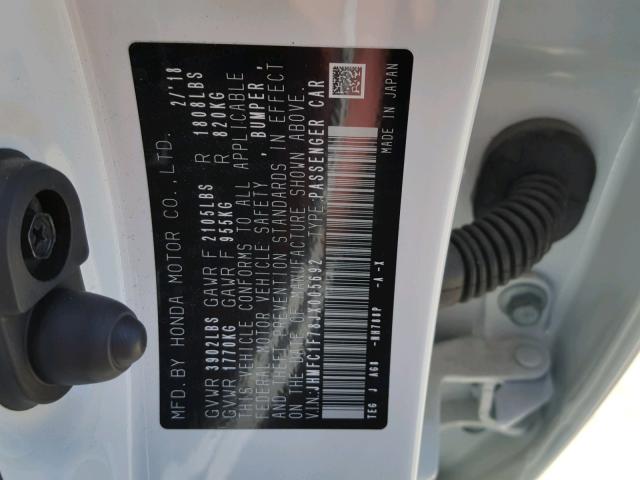 MFD.BY HONDA MOTOR CO.,LTD. 2/'18
GVWR 3902LBS GAWR F 2105LBS R 1808LBS
GVWR 1770KG GAWR F 955KG R 820KG
THIS VEHICLE CONFORMS TO ALL APPLICABLE
FEDERAL MOTOR VEHICLE SAFETY, BUMPER,
AND THEFT PREVENTION STANDARDS IN EFFECT
ON THE DATE OF MANUFACTURE SHOWN ABOVE.
V.I.N: JHMFC1F78JX005692 TYPE:PASSENGER CAR
TEG J AG0 -NH788P -A -X MADE IN JAPAN